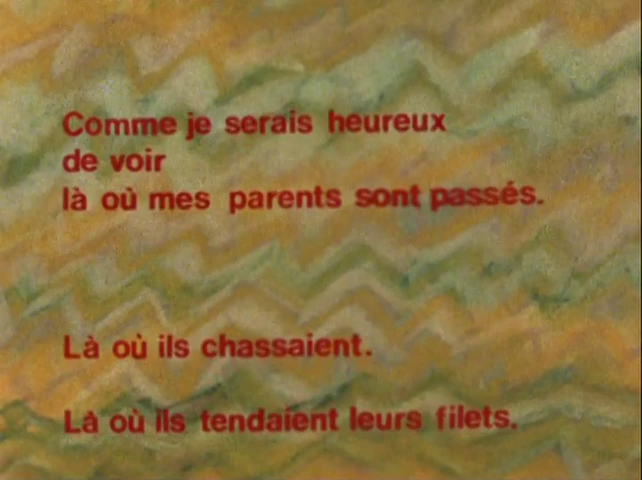 Comme je serais heureux
de voir
là où mes parents sont passés.
Là où ils chassaient.
Là où ils tendaient leurs filets.